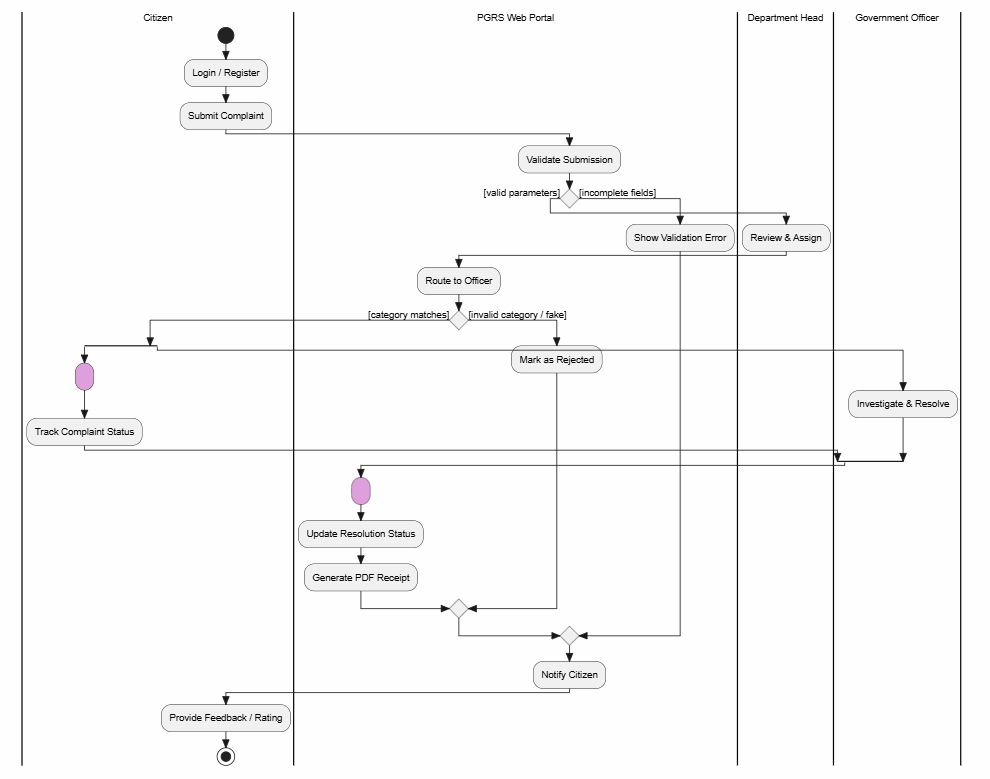 Citizen
PGRS Web Portal
Department Head
Government Officer
Login / Register
Submit Complaint
Validate Submission
[valid parameters]
[incomplete fields]
Show Validation Error
Review & Assign
Route to Officer
[category matches]
[invalid category / fake]
Mark as Rejected
Investigate & Resolve
Track Complaint Status
Update Resolution Status
Generate PDF Receipt
Notify Citizen
Provide Feedback / Rating